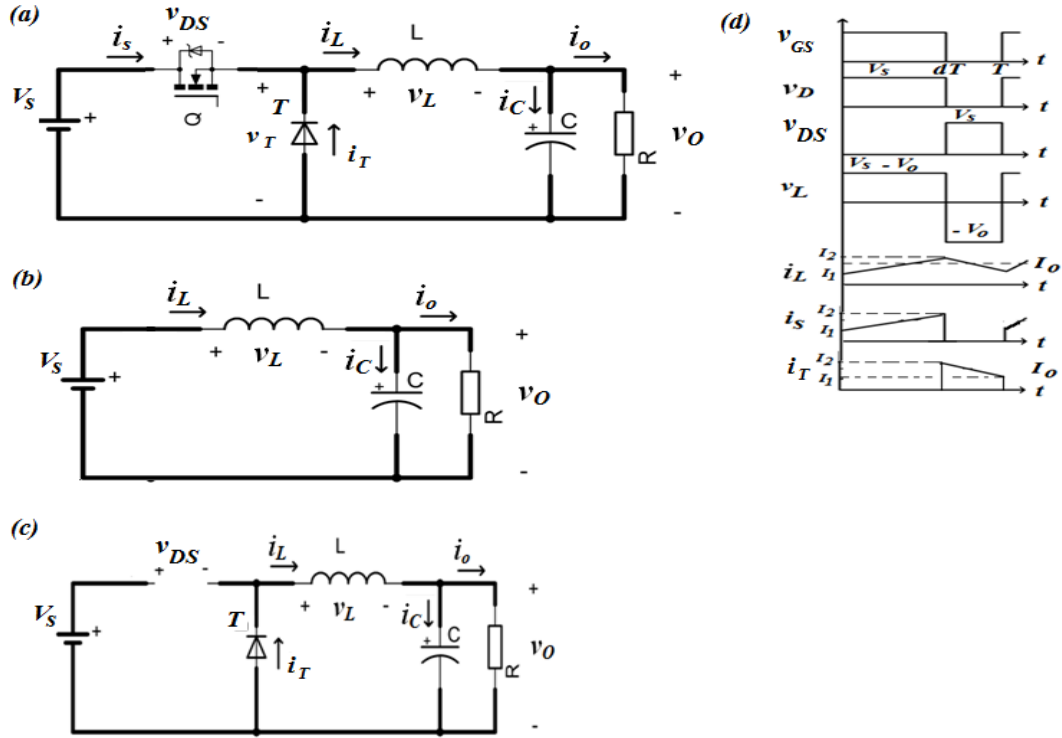 (a)
v_DS
+ -
i_s
i_L
L
i_o
V_s
+
Q
+
T
v_T
i_T
-
+ v_L -
i_C
+
C
R
+
v_O
-
(b)
i_L
L
i_o
V_s
+
+ v_L -
i_C
+
C
R
+
v_O
-
(c)
v_DS
+ -
i_L
L
i_o
V_s
+
T
i_T
+ v_L -
i_C
+
C
R
+
v_O
-
(d)
v_GS
t
V_s dT T
v_D
t
V_s
v_DS
t
V_s - V_o
v_L
t
- V_o
I_2
i_L
I_1
I_o
t
I_2
i_S
I_1
t
I_2
i_T
I_1
I_o
t